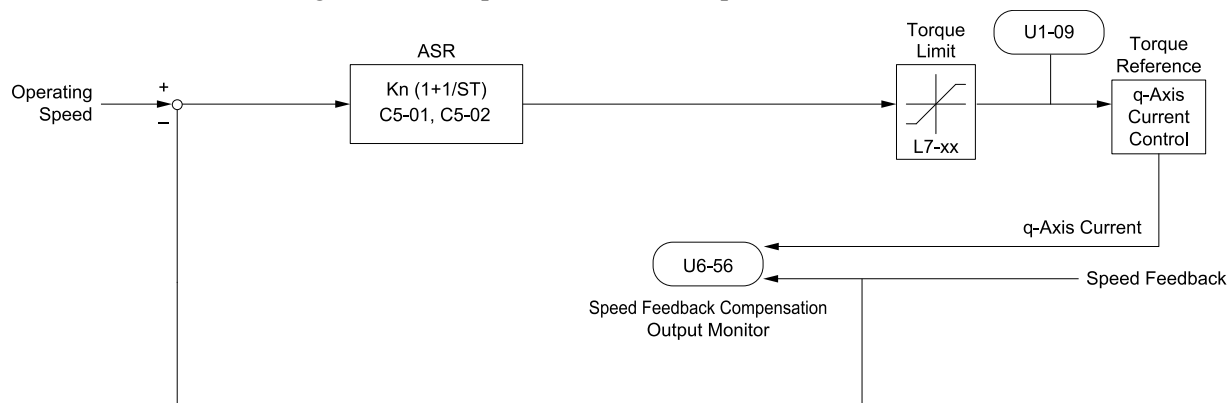 U1-09
Torque
Limit
Torque
Reference
ASR
Operating
Speed
+
–
Kn (1+1/ST)
C5-01, C5-02
L7-xx
q-Axis
Current
Control
q-Axis Current
U6-56
Speed Feedback
Speed Feedback Compensation
Output Monitor